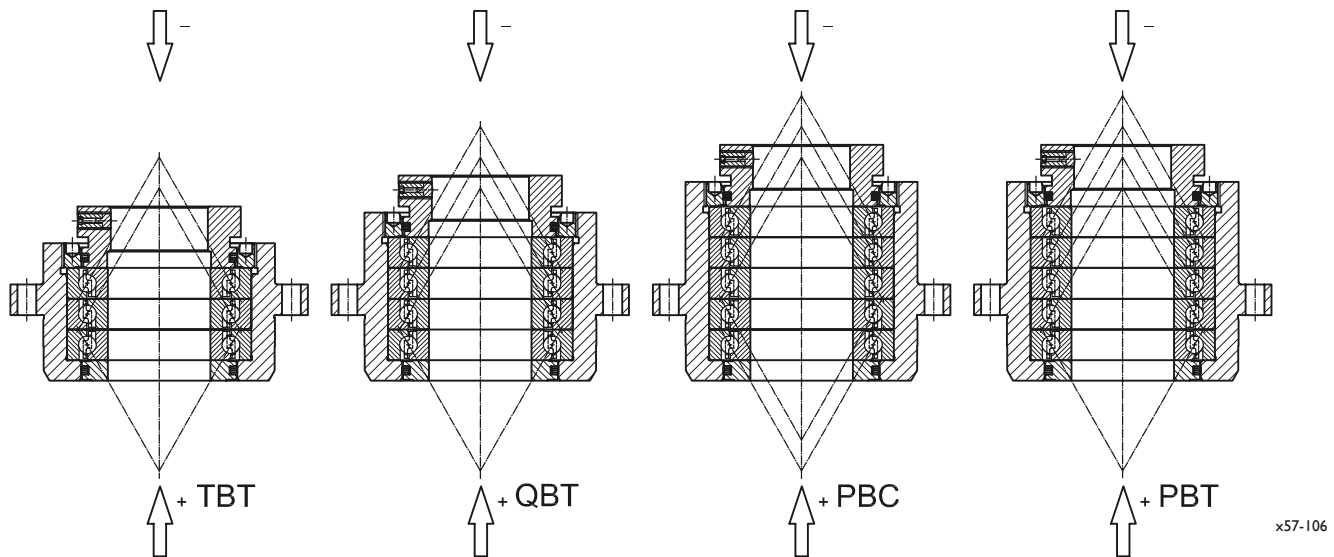 – – – –
+ TBT + QBT + PBC + PBT
x57-106